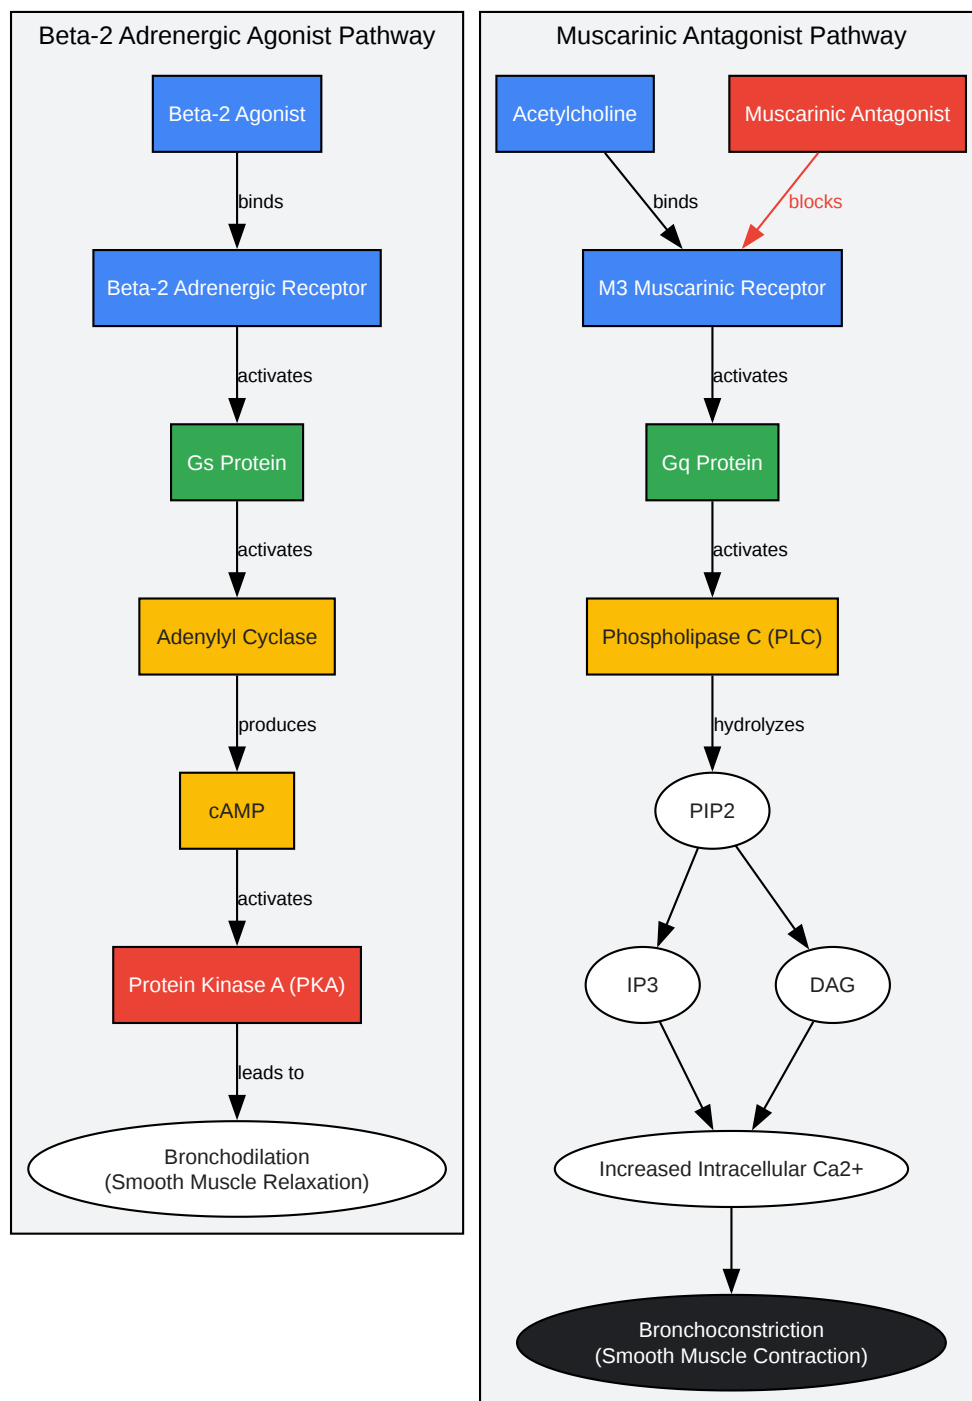 Beta-2 Adrenergic Agonist Pathway
Beta-2 Agonist
binds
Beta-2 Adrenergic Receptor
activates
Gs Protein
activates
Adenylyl Cyclase
produces
cAMP
activates
Protein Kinase A (PKA)
leads to
Bronchodilation
(Smooth Muscle Relaxation)
Muscarinic Antagonist Pathway
Acetylcholine
Muscarinic Antagonist
binds
blocks
M3 Muscarinic Receptor
activates
Gq Protein
activates
Phospholipase C (PLC)
hydrolyzes
PIP2
IP3
DAG
Increased Intracellular Ca2+
Bronchoconstriction
(Smooth Muscle Contraction)